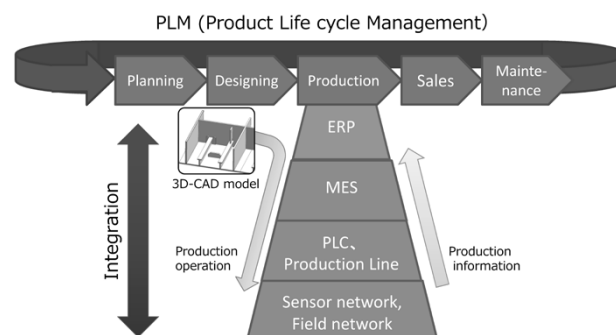 PLM (Product Life cycle Management)
Planning
Designing
Production
Sales
Mainte-
nance
3D-CAD model
ERP
MES
PLC、
Production Line
Sensor network,
Field network
Integration
Production
operation
Production
information